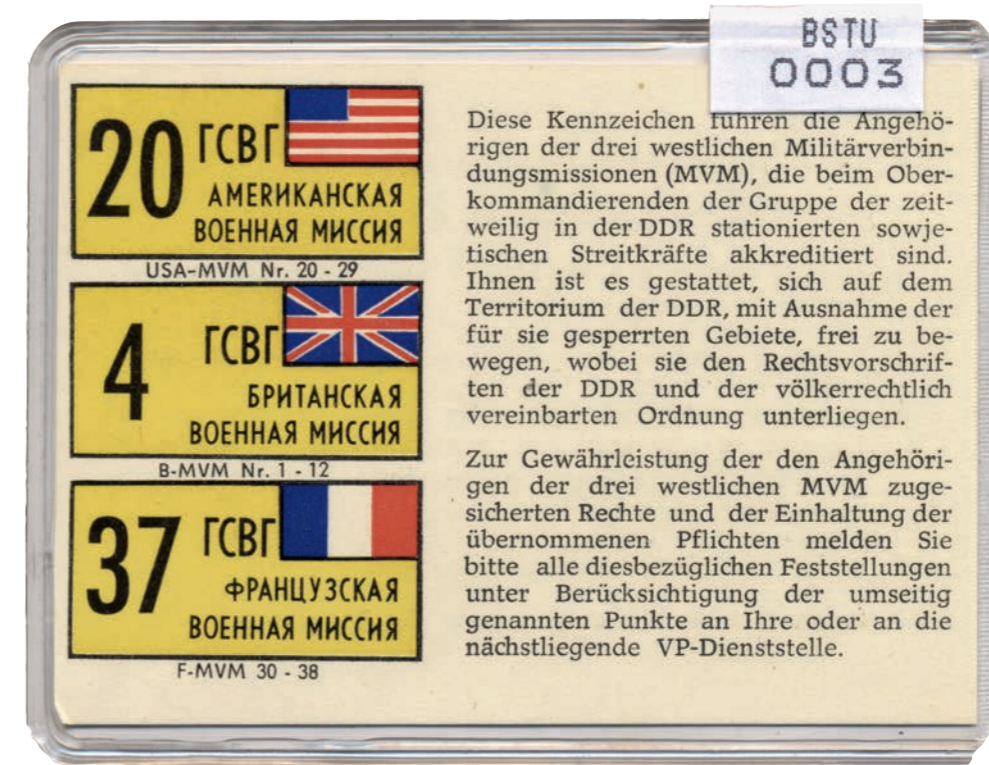 BSTU
0003
20 ГСВГ
АМЕРИКАНСКАЯ
ВОЕННАЯ МИССИЯ
USA-MVM Nr. 20 - 29
4 ГСВГ
БРИТАНСКАЯ
ВОЕННАЯ МИССИЯ
B-MVM Nr. 1 - 12
37 ГСВГ
ФРАНЦУЗСКАЯ
ВОЕННАЯ МИССИЯ
F-MVM 30 - 38
Diese Kennzeichen führen die Angehö-
rigen der drei westlichen Militärverbin-
dungsmissionen (MVM), die beim Ober-
kommandierenden der Gruppe der zeit-
weilig in der DDR stationierten sowje-
tischen Streitkräfte akkreditiert sind.
Ihnen ist es gestattet, sich auf dem
Territorium der DDR, mit Ausnahme der
für sie gesperrten Gebiete, frei zu be-
wegen, wobei sie den Rechtsvorschrif-
ten der DDR und der völkerrechtlich
vereinbarten Ordnung unterliegen.
Zur Gewährleistung der den Angehöri-
gen der drei westlichen MVM zuge-
sicherten Rechte und der Einhaltung der
übernommenen Pflichten melden Sie
bitte alle diesbezüglichen Feststellungen
unter Berücksichtigung der umseitig
genannten Punkte an Ihre oder an die
nächstliegende VP-Dienststelle.